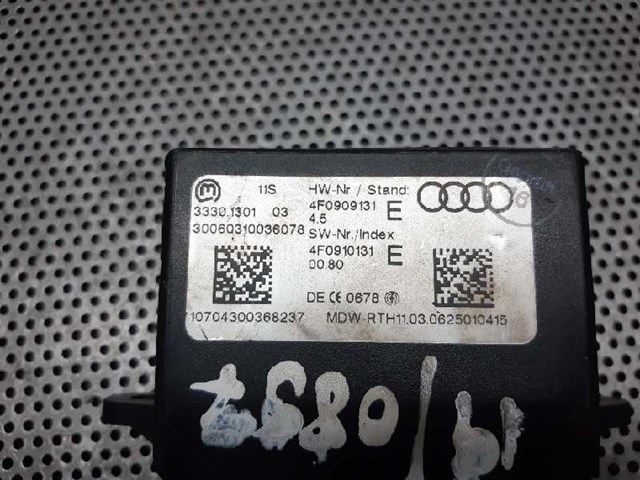 11S
3330.1301 03
30060310036078
HW-Nr / Stand:
4F0909131 E
4.5
SW-Nr./Index
4F0910131 E
00.80
DE CE 0678
10704300368237
MDW-RTH11.03.0625010415